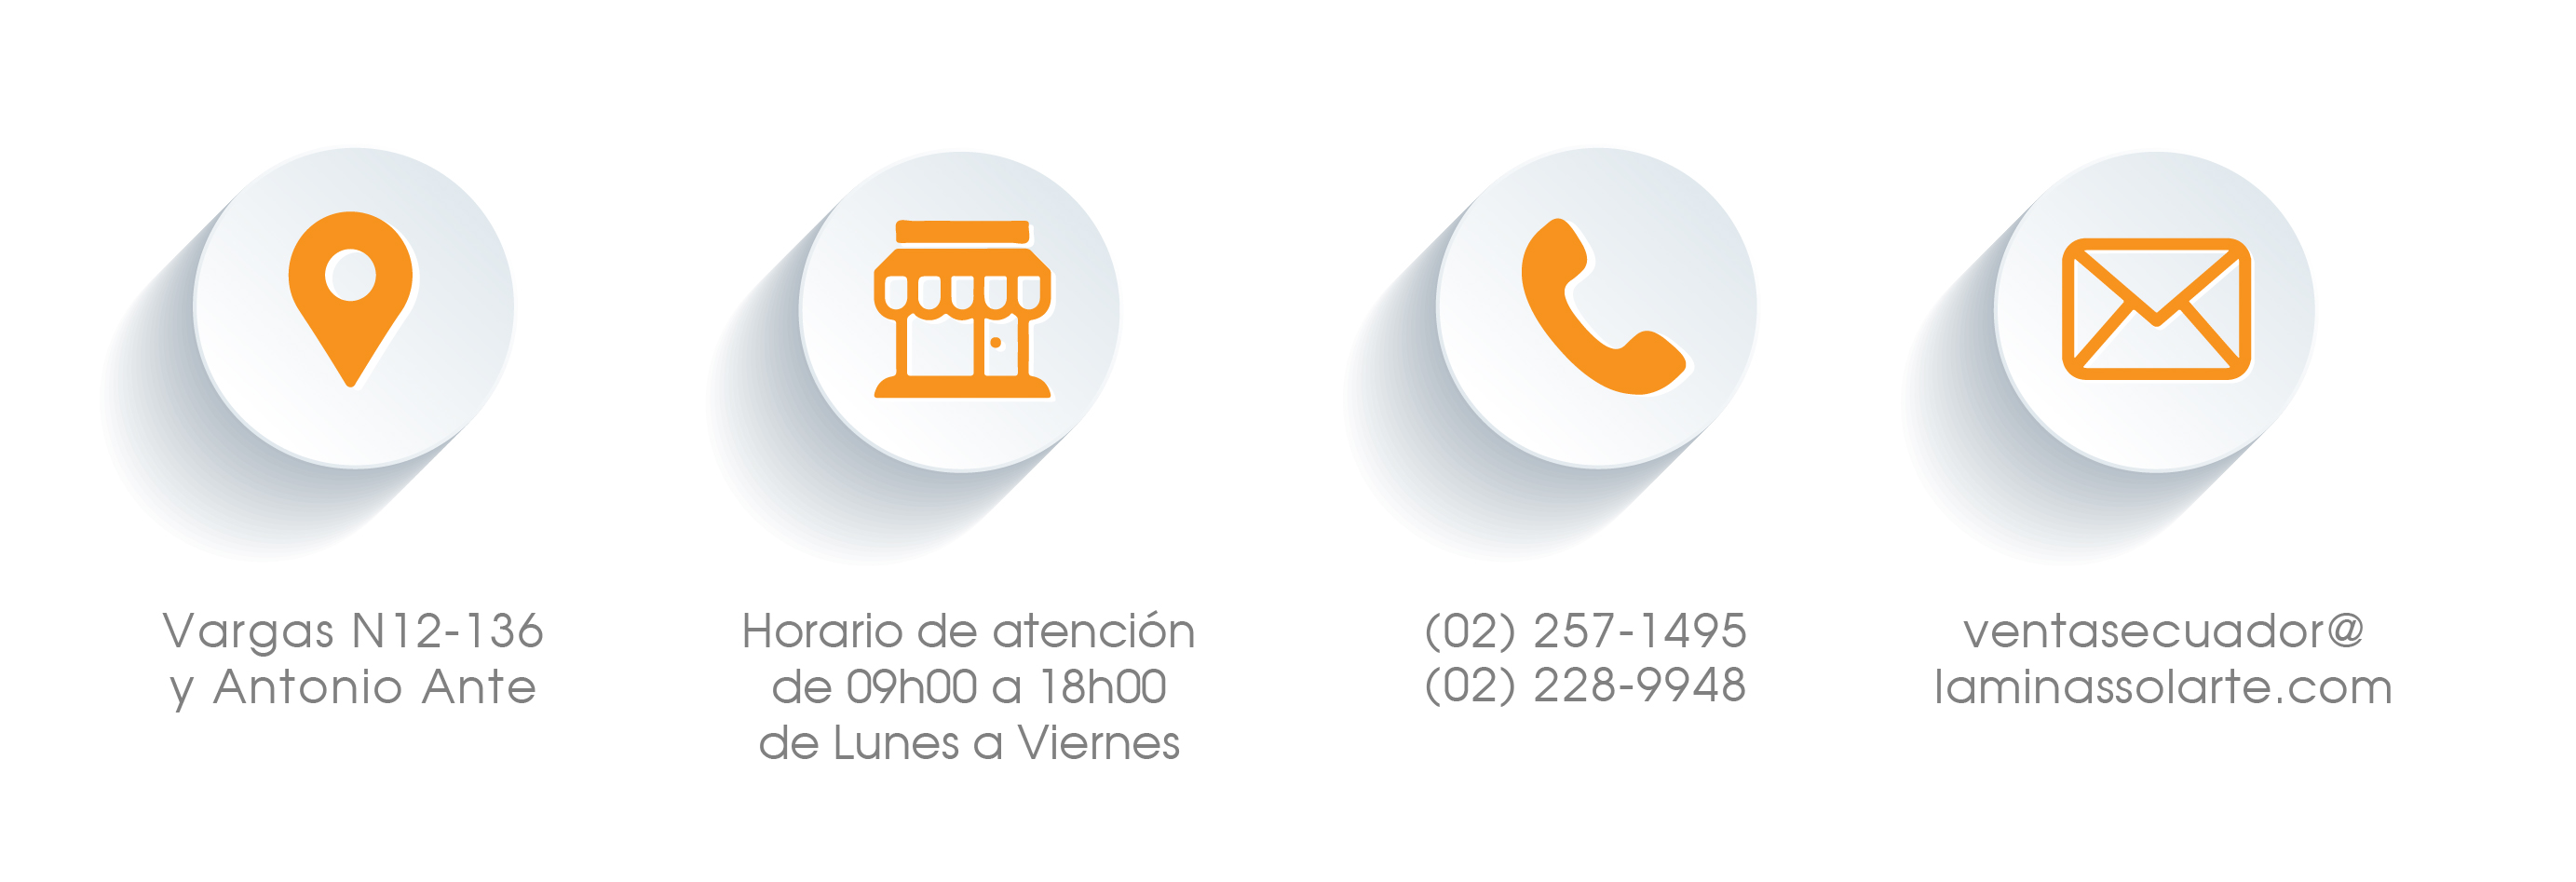 Vargas N12-136
y Antonio Ante
Horario de atención
de 09h00 a 18h00
de Lunes a Viernes
(02) 257-1495
(02) 228-9948
ventasecuador@
laminassolarte.com